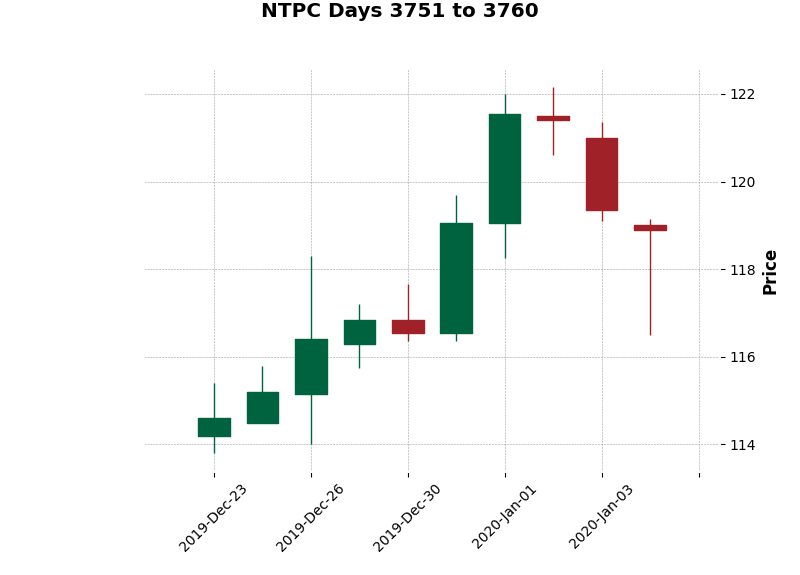 NTPC Days 3751 to 3760
122
120
118
116
114
Price
2019-Dec-23
2019-Dec-26
2019-Dec-30
2020-Jan-01
2020-Jan-03